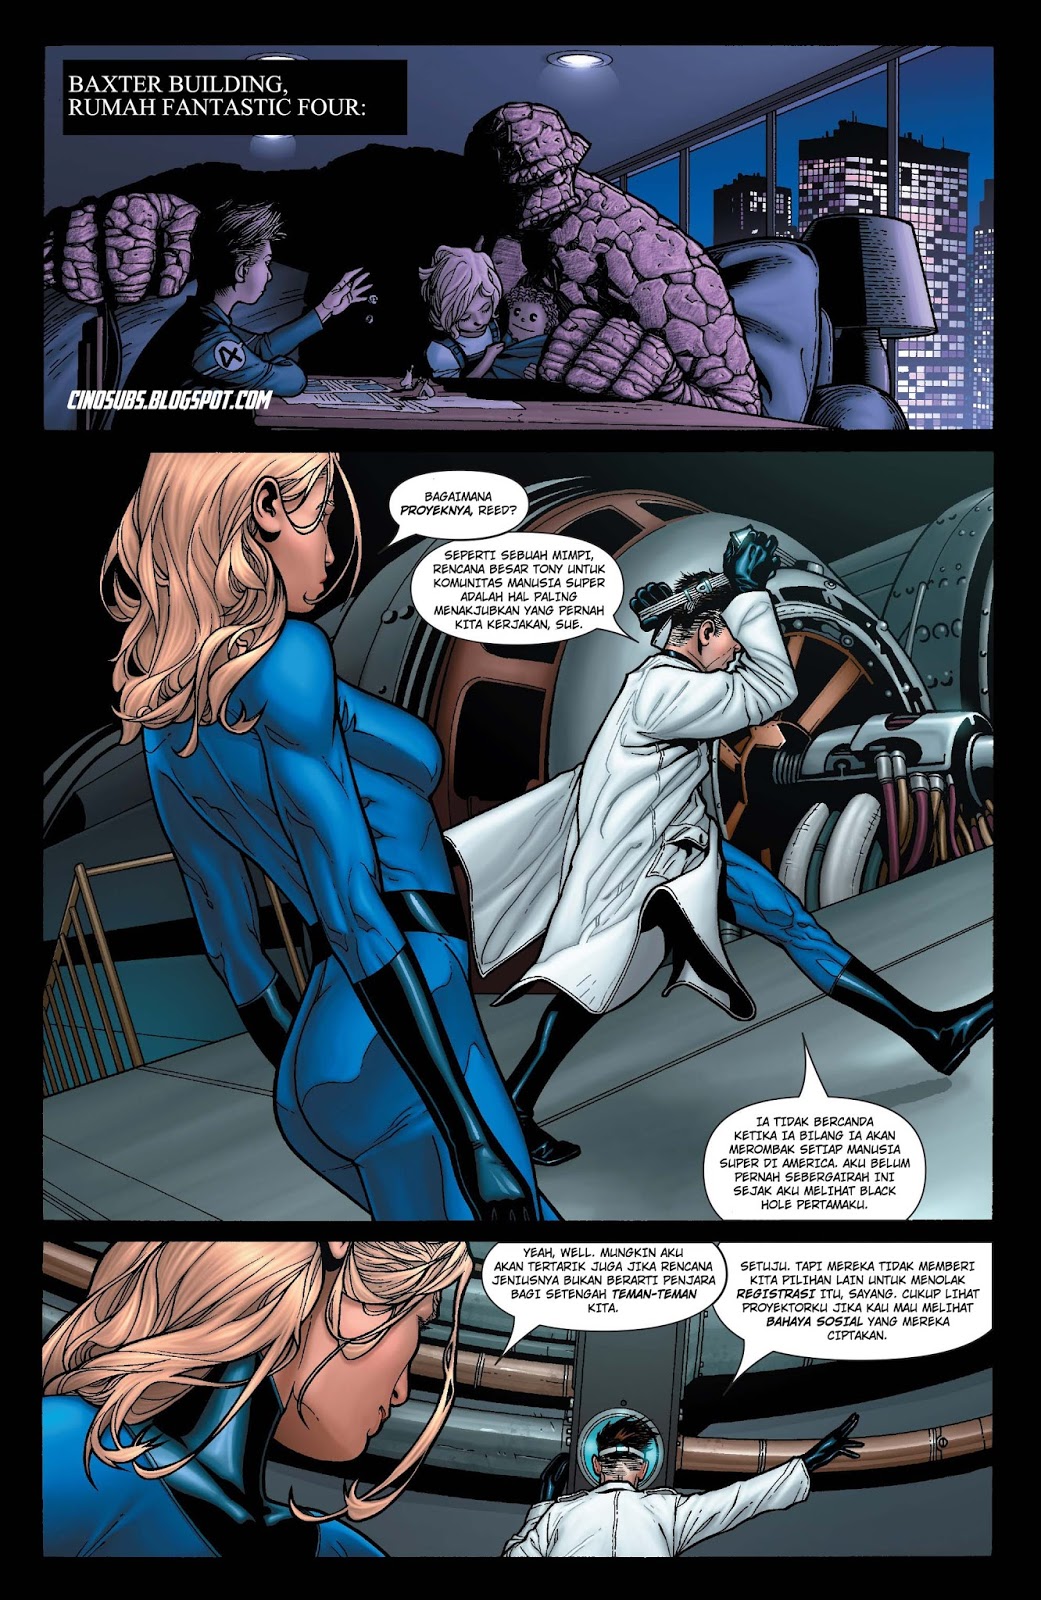 BAXTER BUILDING,
RUMAH FANTASTIC FOUR:
4
CINOSUBS.BLOGSPOT.COM
BAGAIMANA
PROYEKNYA, REED?
SEPERTI SEBUAH MIMPI,
RENCANA BESAR TONY UNTUK
KOMUNITAS MANUSIA SUPER
ADALAH HAL PALING
MENAKJUBKAN YANG PERNAH
KITA KERJAKAN, SUE.
IA TIDAK BERCANDA
KETIKA IA BILANG IA AKAN
MEROMBAK SETIAP MANUSIA
SUPER DI AMERICA. AKU BELUM
PERNAH SEBERGAIRAH INI
SEJAK AKU MELIHAT BLACK
HOLE PERTAMAKU.
YEAH, WELL. MUNGKIN AKU
AKAN TERTARIK JUGA JIKA RENCANA
JENIUSNYA BUKAN BERARTI PENJARA
BAGI SETENGAH TEMAN-TEMAN
KITA.
SETUJU. TAPI MEREKA TIDAK MEMBERI
KITA PILIHAN LAIN UNTUK MENOLAK
REGISTRASI ITU, SAYANG. CUKUP LIHAT
PROYEKTORKU JIKA KAU MAU MELIHAT
BAHAYA SOSIAL YANG MEREKA
CIPTAKAN.